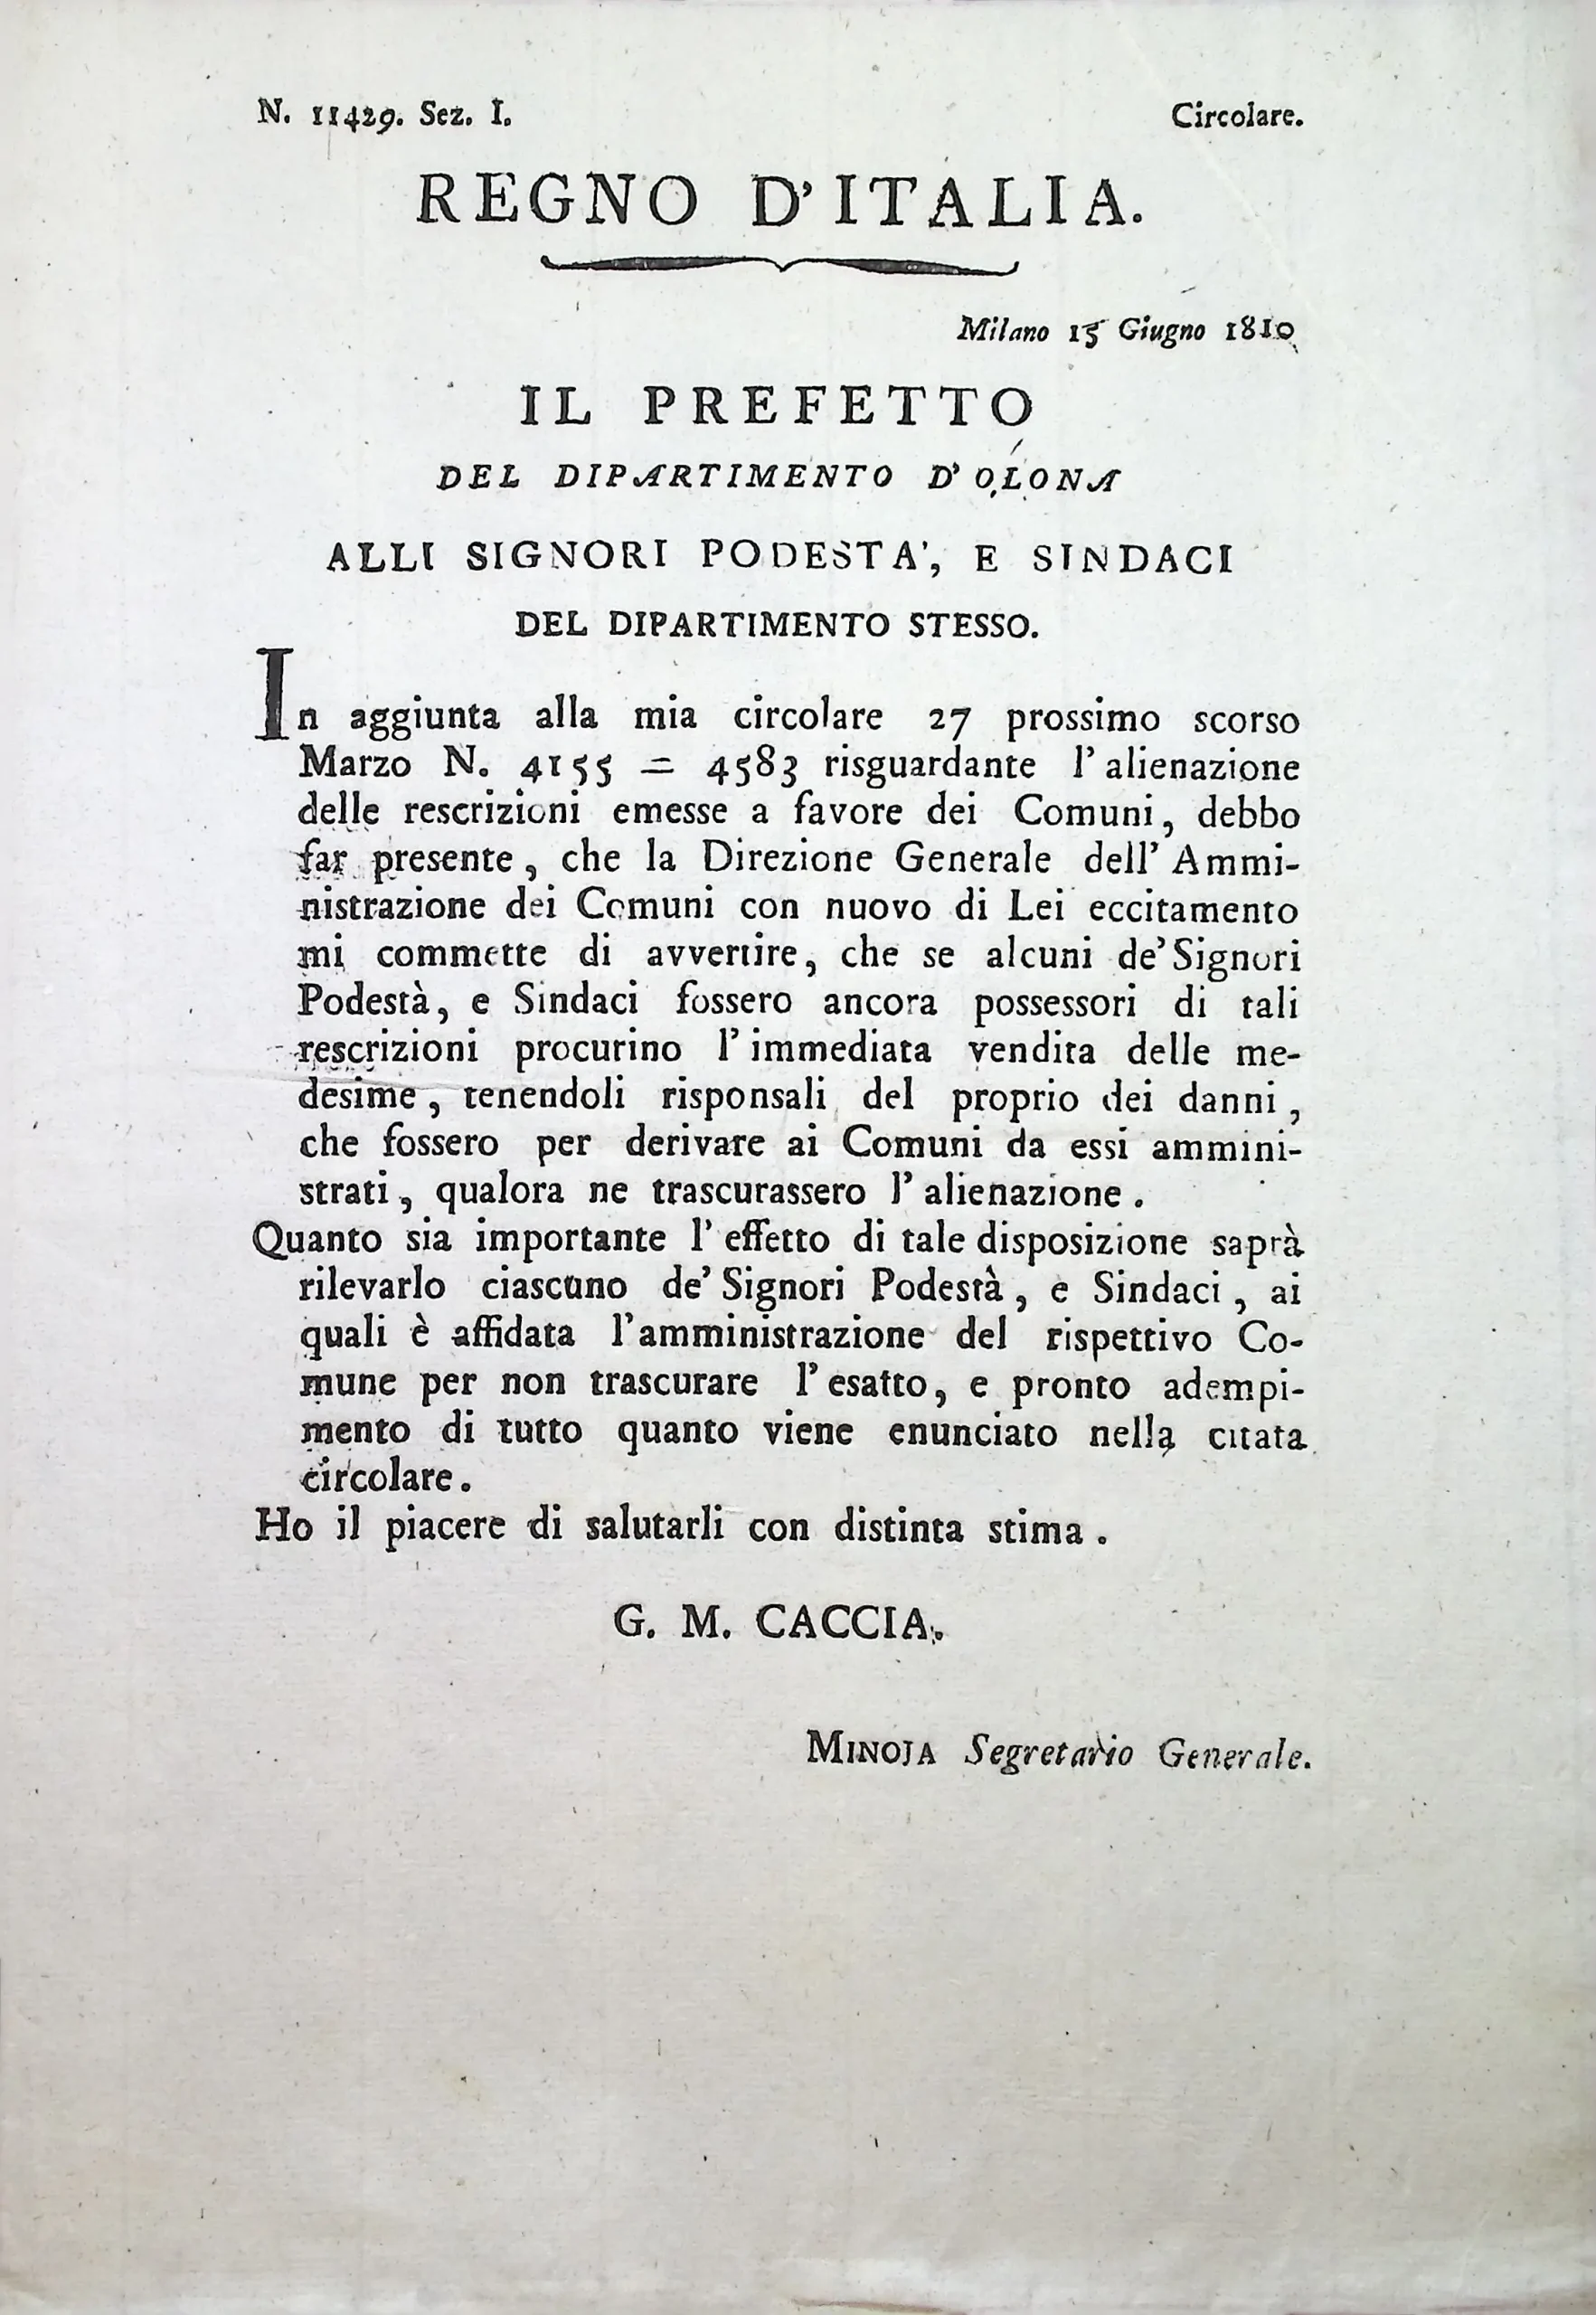 N. 11429. Sez. I.
Circolare.
REGNO D'ITALIA.
Milano 15 Giugno 1810
IL PREFETTO
DEL DIPARTIMENTO D'OLONA
ALLI SIGNORI PODESTA', E SINDACI
DEL DIPARTIMENTO STESSO.
In aggiunta alla mia circolare 27 prossimo scorso
Marzo N. 4155 = 4583 risguardante l'alienazione
delle rescrizioni emesse a favore dei Comuni, debbo
far presente, che la Direzione Generale dell'Ammi-
nistrazione dei Comuni con nuovo di Lei eccitamento
mi commette di avvertire, che se alcuni de'Signori
Podestà, e Sindaci fossero ancora possessori di tali
rescrizioni procurino l'immediata vendita delle me-
desime, tenendoli risponsali del proprio dei danni,
che fossero per derivare ai Comuni da essi ammini-
strati, qualora ne trascurassero l'alienazione.
Quanto sia importante l'effetto di tale disposizione saprà
rilevarlo ciascuno de'Signori Podestà, e Sindaci, ai
quali è affidata l'amministrazione del rispettivo Co-
mune per non trascurare l'esatto, e pronto adempi-
mento di tutto quanto viene enunciato nella citata
circolare.
Ho il piacere di salutarli con distinta stima.
G. M. CACCIA.
MINOJA Segretario Generale.